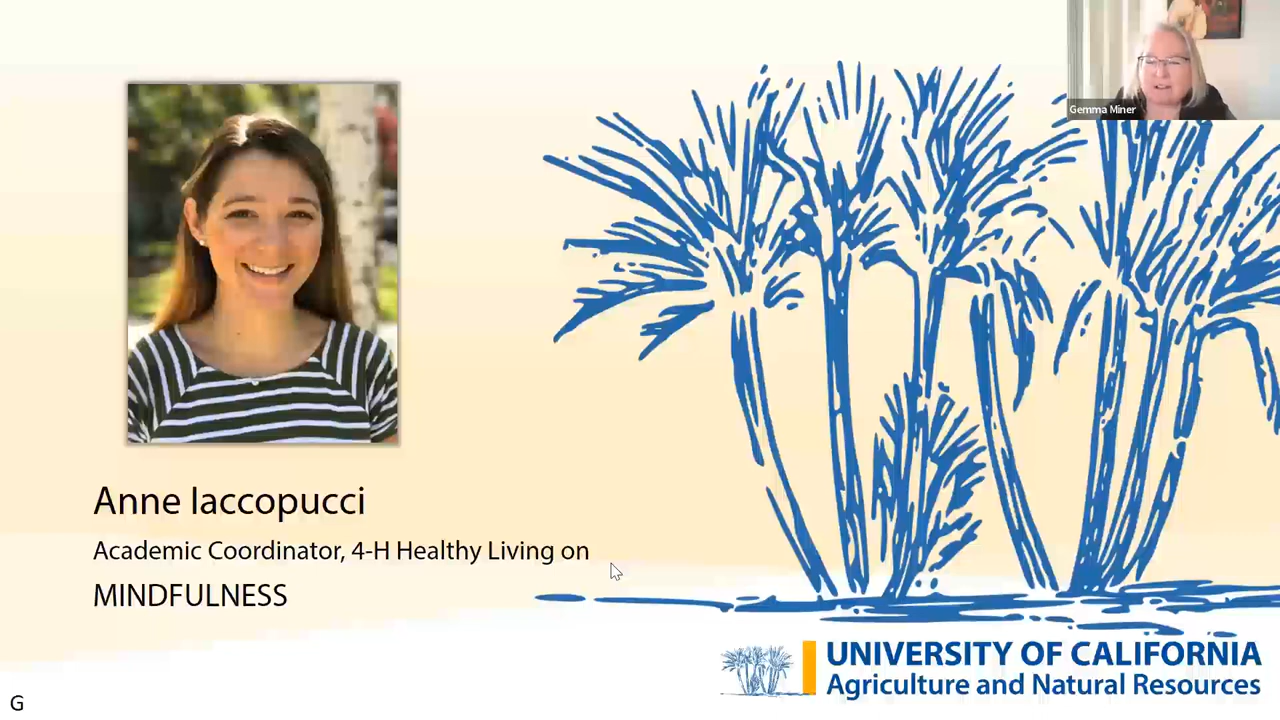 Gemma Miner
Anne Iaccopucci
Academic Coordinator, 4-H Healthy Living on
MINDFULNESS
UNIVERSITY OF CALIFORNIA
Agriculture and Natural Resources
G